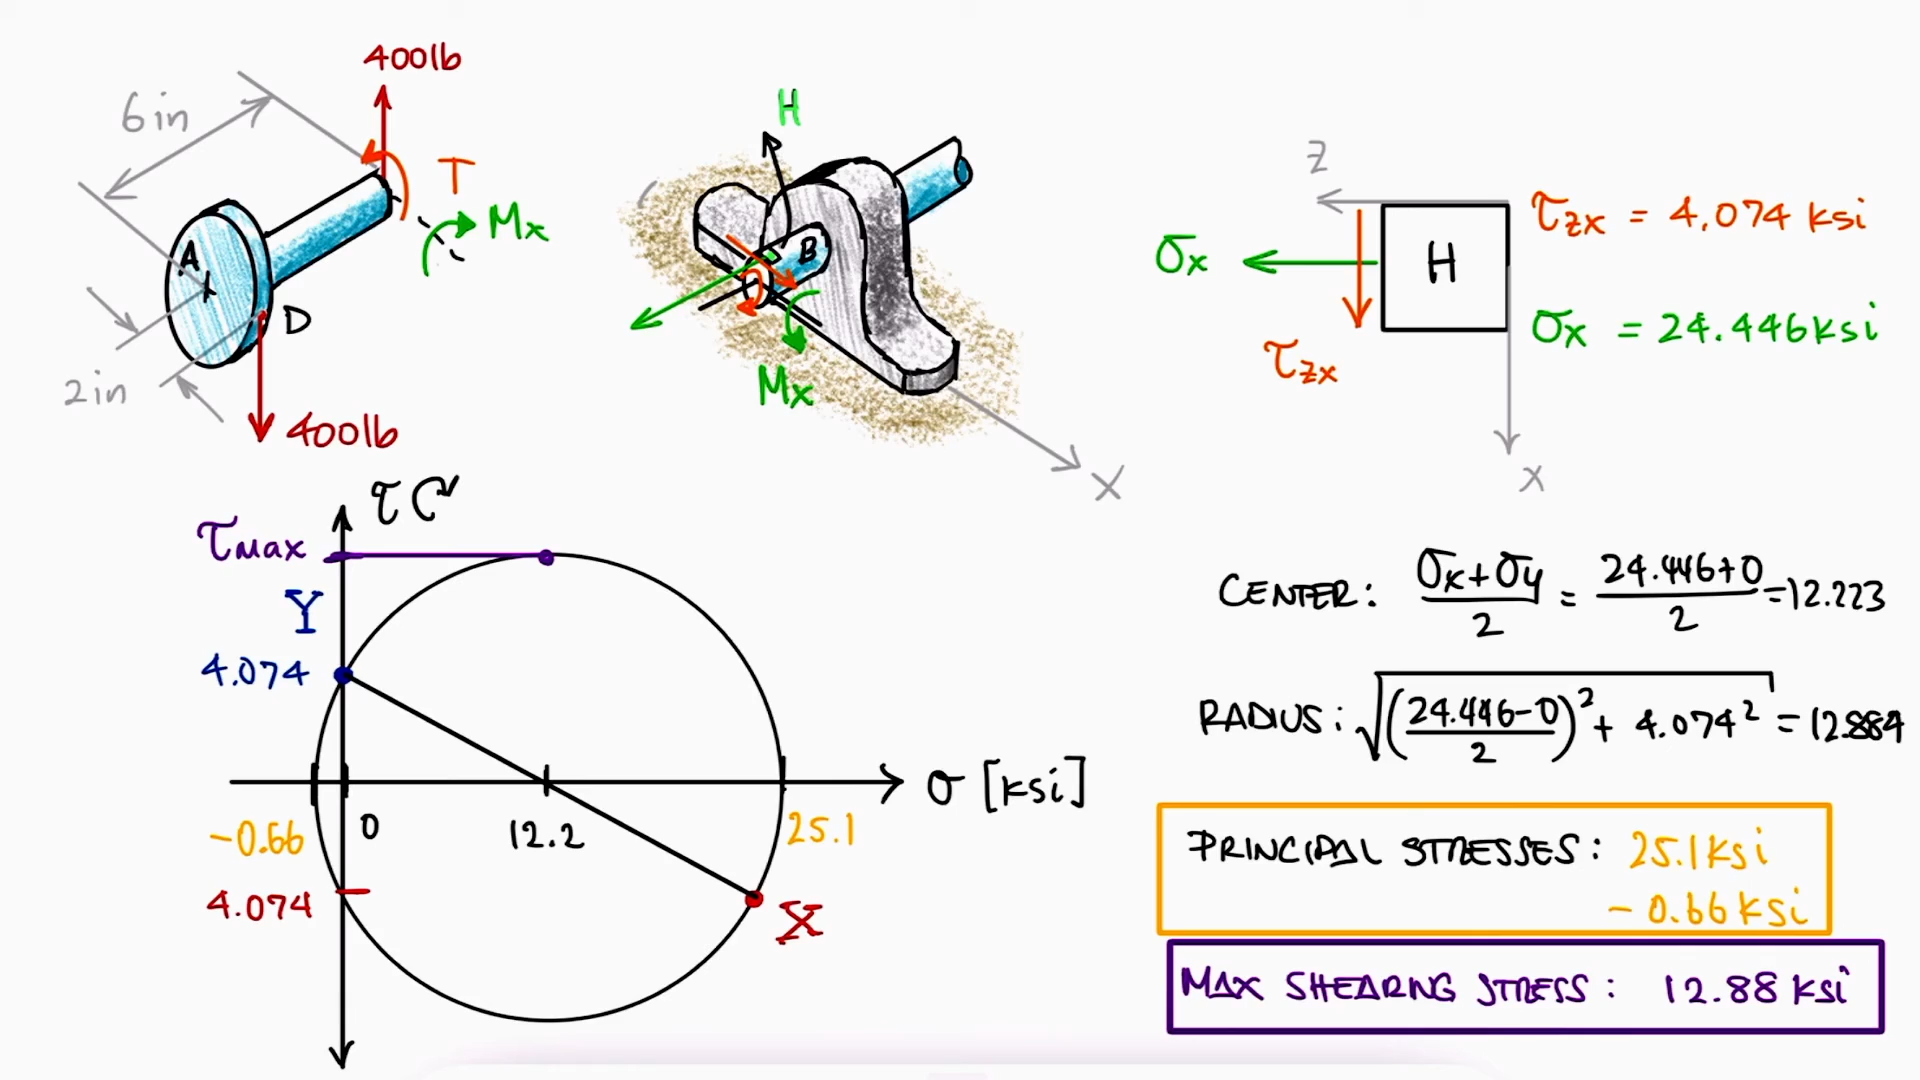 400lb
6in
T
Mx
A
D
2in
400lb
H
B
Mx
X
Z
τzx = 4,074 ksi
σx
H
σx = 24.446ksi
τzx
X
τ
τmax
Y
4.074
σ [ksi]
-0.66
0
12.2
25.1
4.074
X
CENTER: σx+σy/2 = 24.446+0/2 =12.223
RADIUS: √((24.446-0)/2)² + 4.074² = 12.884
PRINCIPAL STRESSES: 25.1ksi
- 0.66ksi
MAX SHEARING STRESS: 12.88 ksi